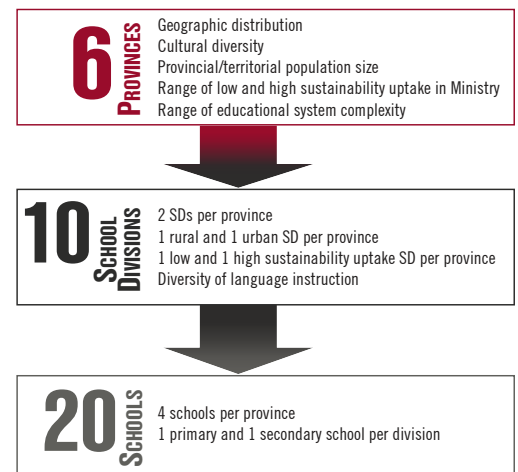 6 PROVINCES
Geographic distribution
Cultural diversity
Provincial/territorial population size
Range of low and high sustainability uptake in Ministry
Range of educational system complexity
10 SCHOOL DIVISIONS
2 SDs per province
1 rural and 1 urban SD per province
1 low and 1 high sustainability uptake SD per province
Diversity of language instruction
20 SCHOOLS
4 schools per province
1 primary and 1 secondary school per division